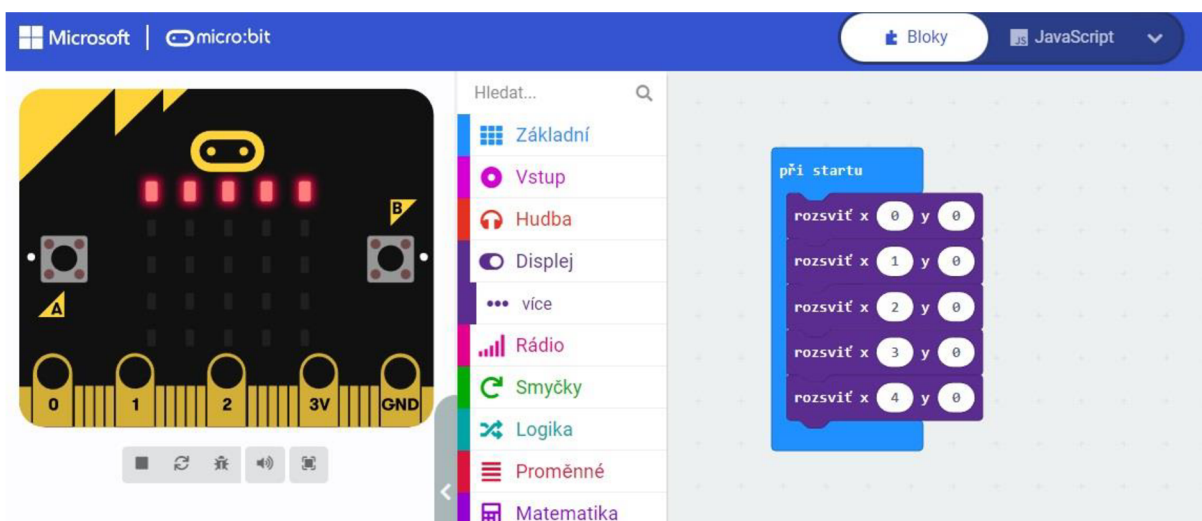 Microsoft | micro:bit
Bloky
JS JavaScript
A
B
0 1 2 3V GND
Hledat...
Základní
Vstup
Hudba
Displej
více
Rádio
Smyčky
Logika
Proměnné
Matematika
při startu
rozsviť x 0 y 0
rozsviť x 1 y 0
rozsviť x 2 y 0
rozsviť x 3 y 0
rozsviť x 4 y 0